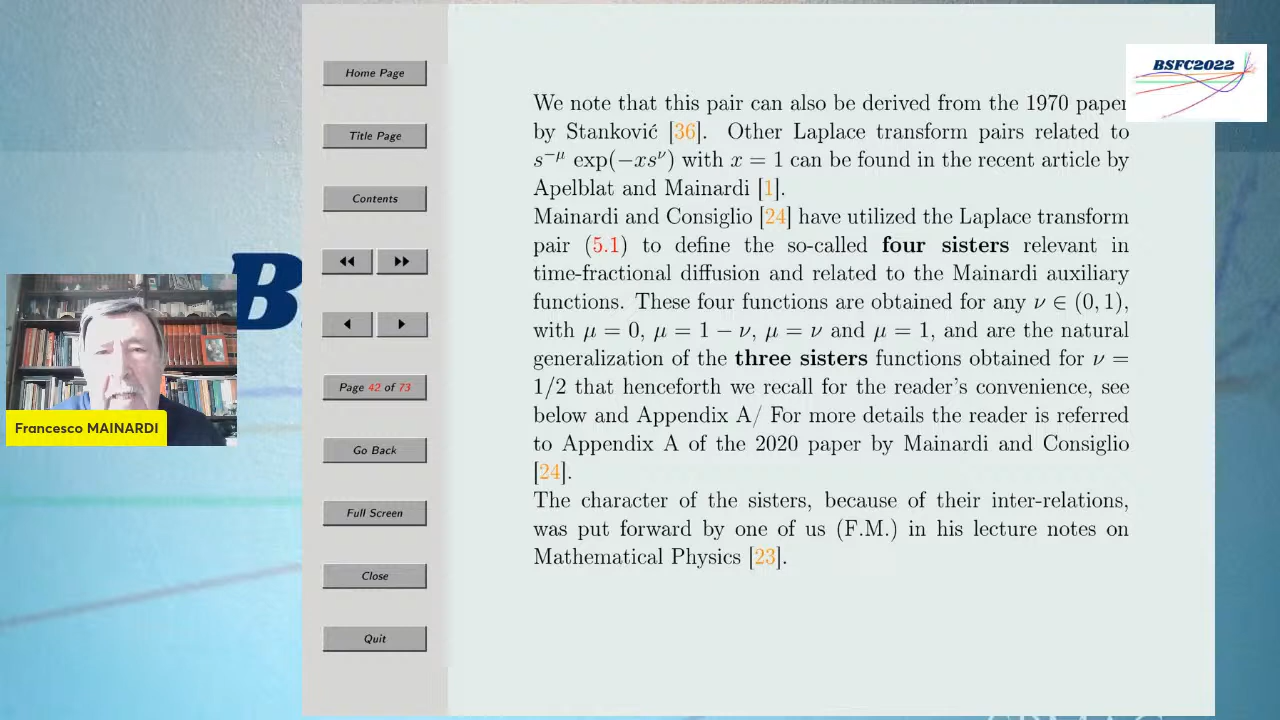 Home Page
Title Page
Contents
Page 42 of 73
Go Back
Full Screen
Close
Quit
We note that this pair can also be derived from the 1970 paper
by Stanković [36]. Other Laplace transform pairs related to
s^{−μ} exp(−xs^ν) with x = 1 can be found in the recent article by
Apelblat and Mainardi [1].
Mainardi and Consiglio [24] have utilized the Laplace transform
pair (5.1) to define the so-called four sisters relevant in
time-fractional diffusion and related to the Mainardi auxiliary
functions. These four functions are obtained for any ν ∈ (0, 1),
with μ = 0, μ = 1 − ν, μ = ν and μ = 1, and are the natural
generalization of the three sisters functions obtained for ν =
1/2 that henceforth we recall for the reader's convenience, see
below and Appendix A/ For more details the reader is referred
to Appendix A of the 2020 paper by Mainardi and Consiglio
[24].
The character of the sisters, because of their inter-relations,
was put forward by one of us (F.M.) in his lecture notes on
Mathematical Physics [23].
BSFC2022
B
Francesco MAINARDI